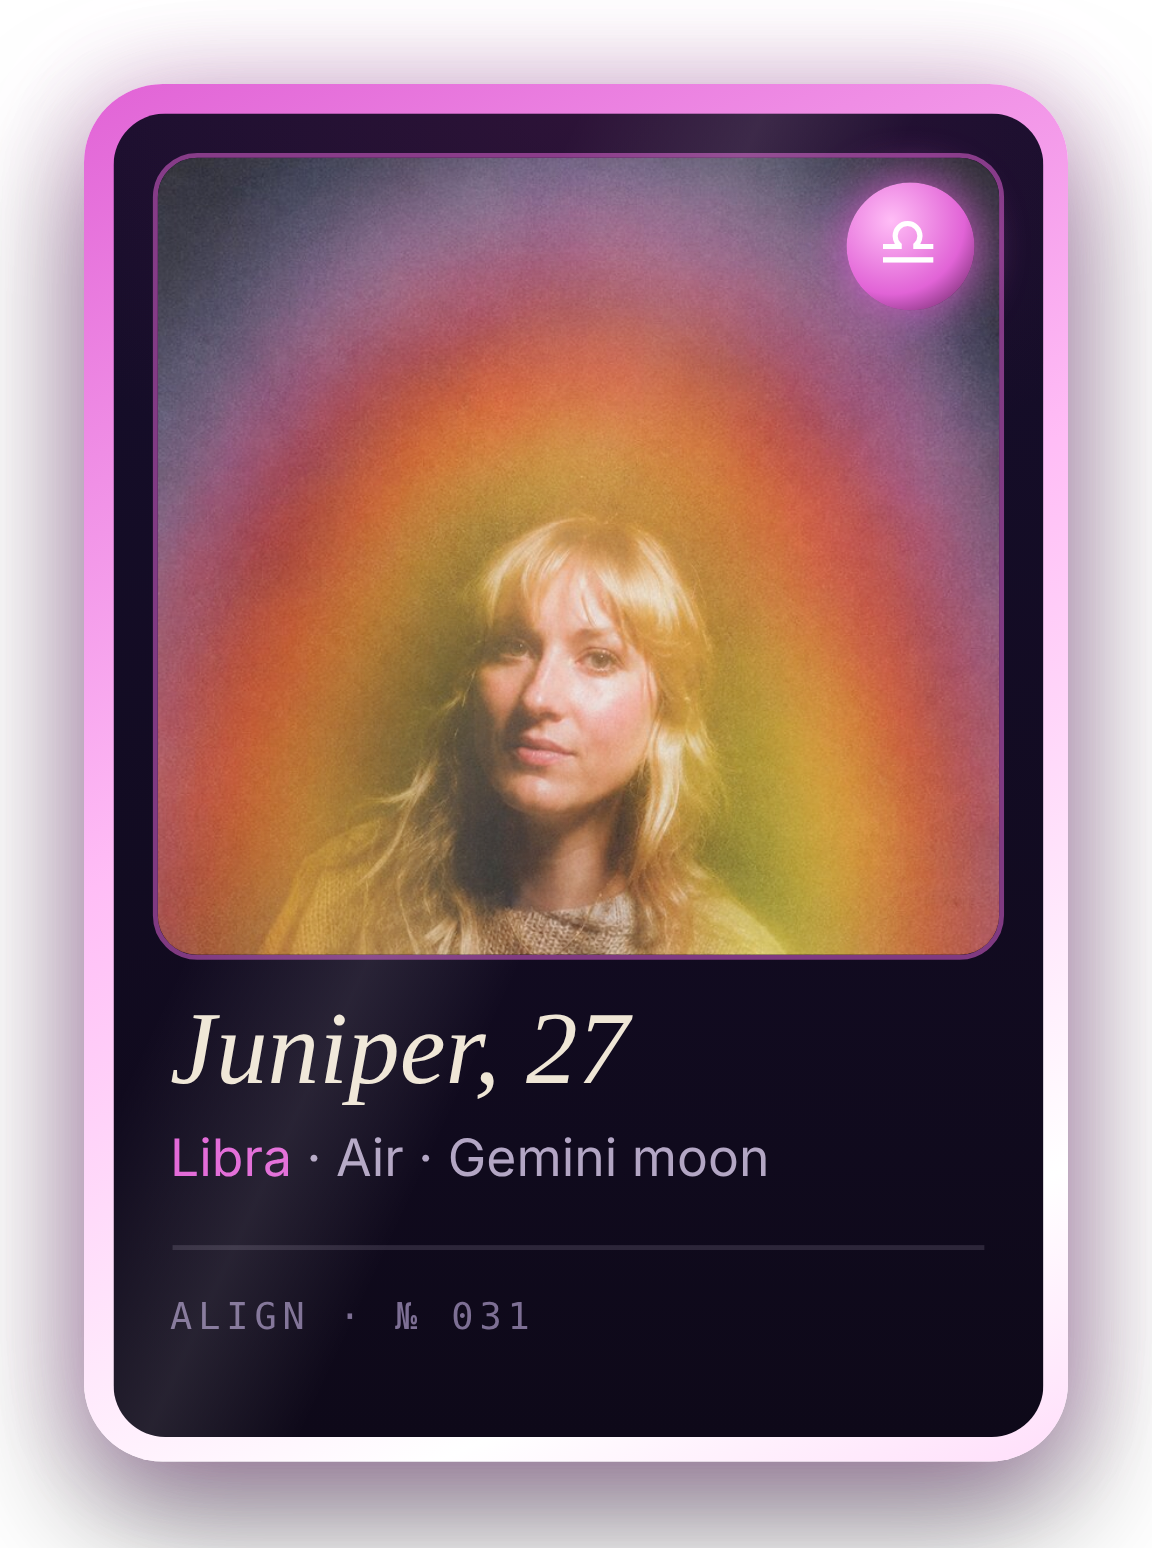 ♎
Juniper, 27
Libra · Air · Gemini moon
ALIGN · № 031